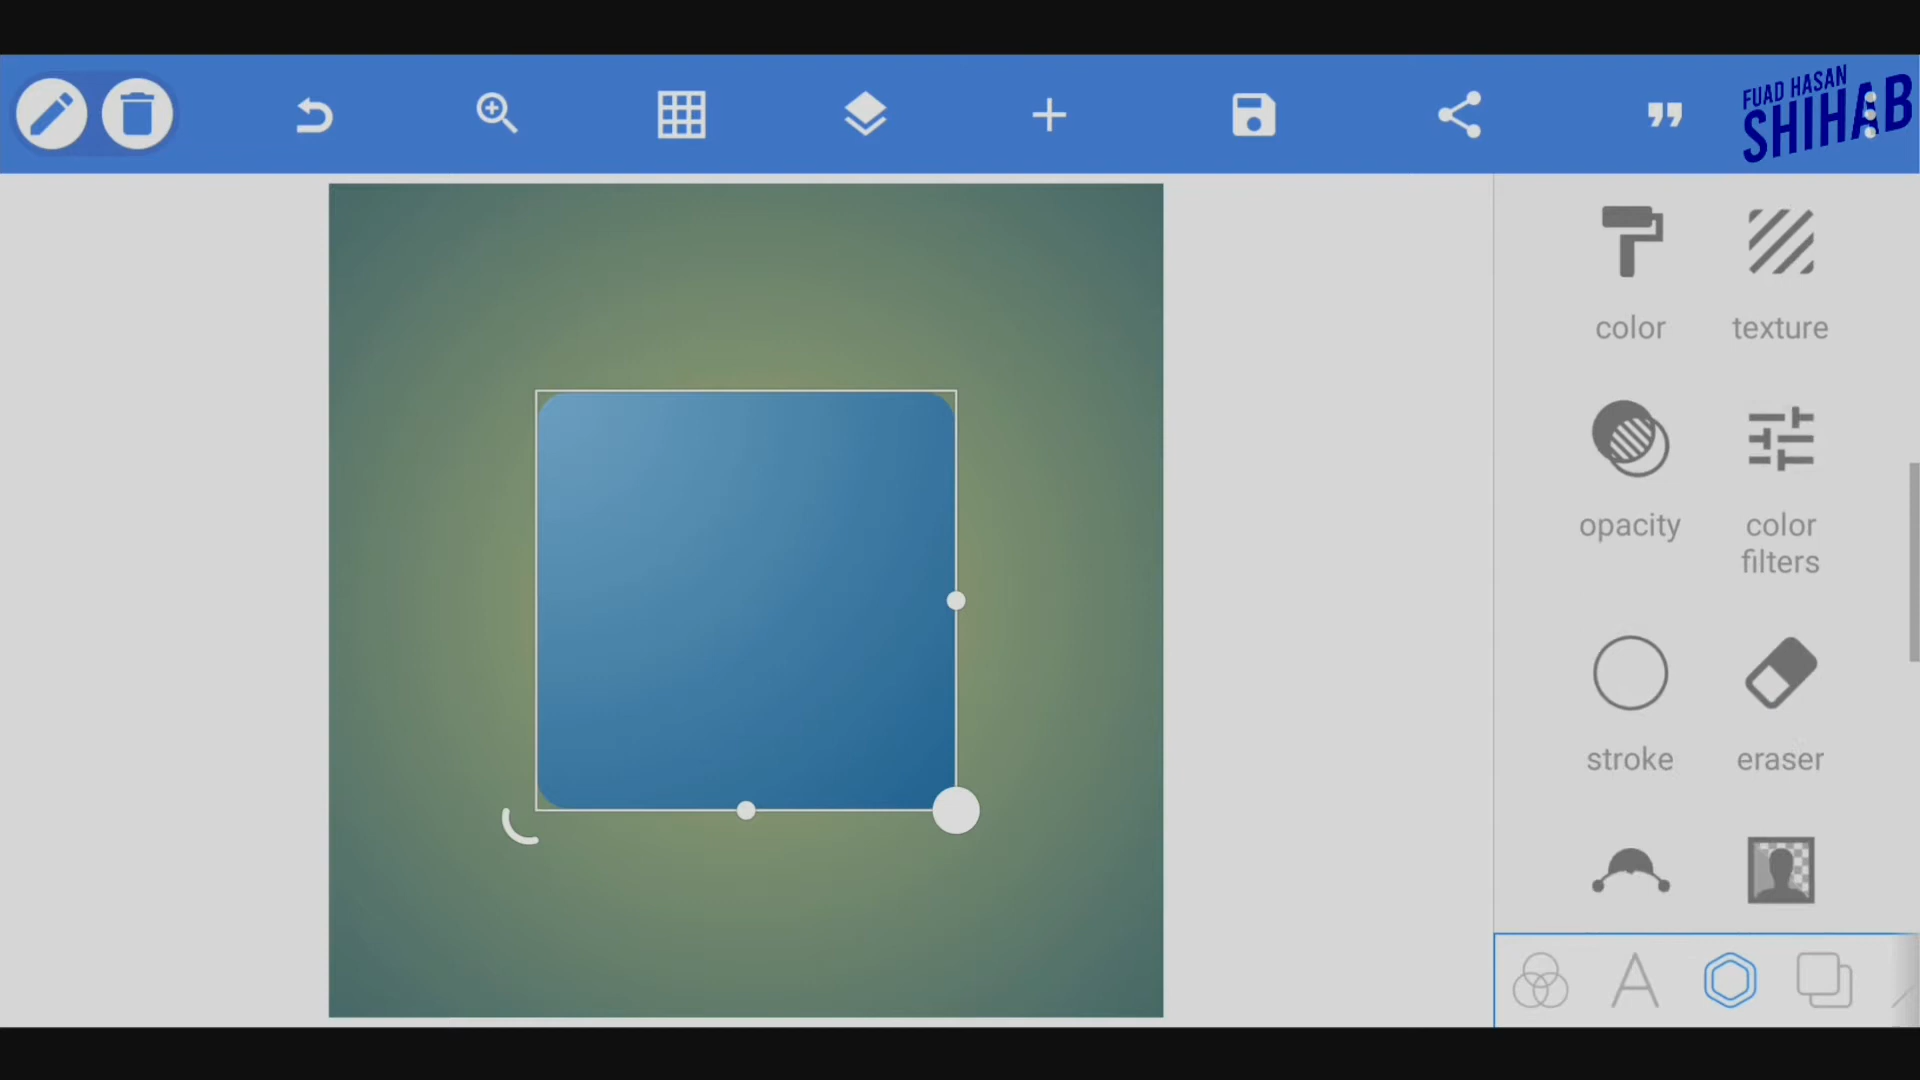 FUAD HASAN
SHIHAB
color
texture
opacity
color
filters
stroke
eraser